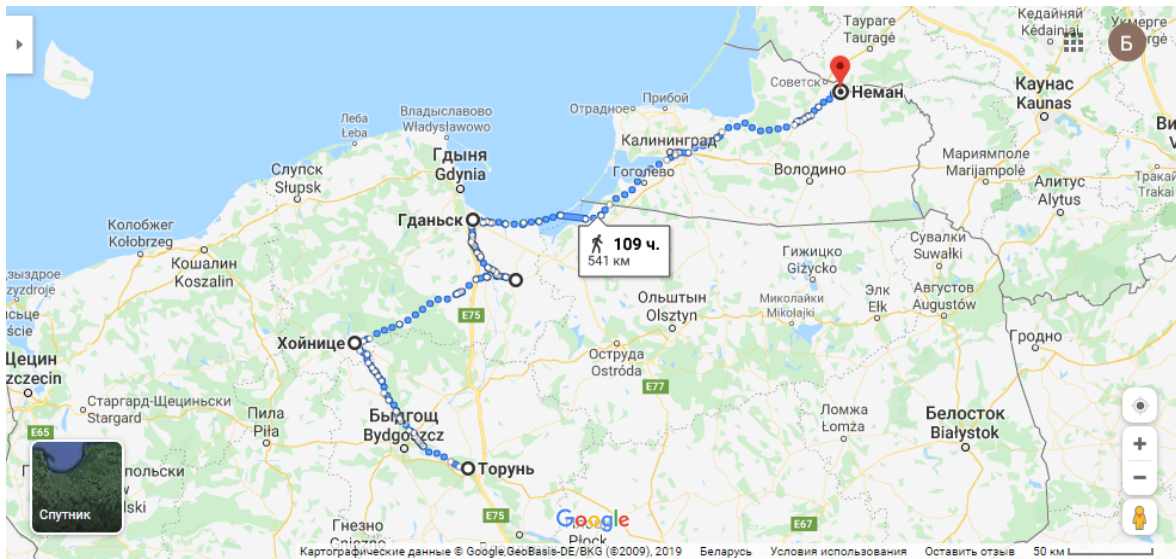 Таураге
Tauragė
Кедайняй
Kėdainiai
Укмерге
Б
Советск
Неман
Каунас
Kaunas
Отрадное
Прибой
Леба
Łeba
Владыславово
Władysławowo
Гдыня
Gdynia
Слупск
Słupsk
Калининград
Гоголево
Володино
Мариямполе
Marijampolė
Алитус
Alytus
Тракай
Trakai
Колобжег
Kołobrzeg
Гданьск
109 ч.
541 км
Кошалин
Koszalin
Гижицко
Giżycko
Сувалки
Suwałki
Элк
Ełk
Августов
Augustów
Ольштын
Olsztyn
Миколайки
Mikołajki
E75
Гродно
Хойнице
Оструда
Ostróda
E77
Старгард-Щециньски
Stargard
Пила
Piła
Быдгощ
Bydgoszcz
Ломжа
Łomża
Белосток
Białystok
E65
Торунь
Спутник
Гнезно
E75
Google
Płock
E67
Картографические данные © Google,GeoBasis-DE/BKG (©2009), 2019 Беларусь Условия использования Оставить отзыв 50 км